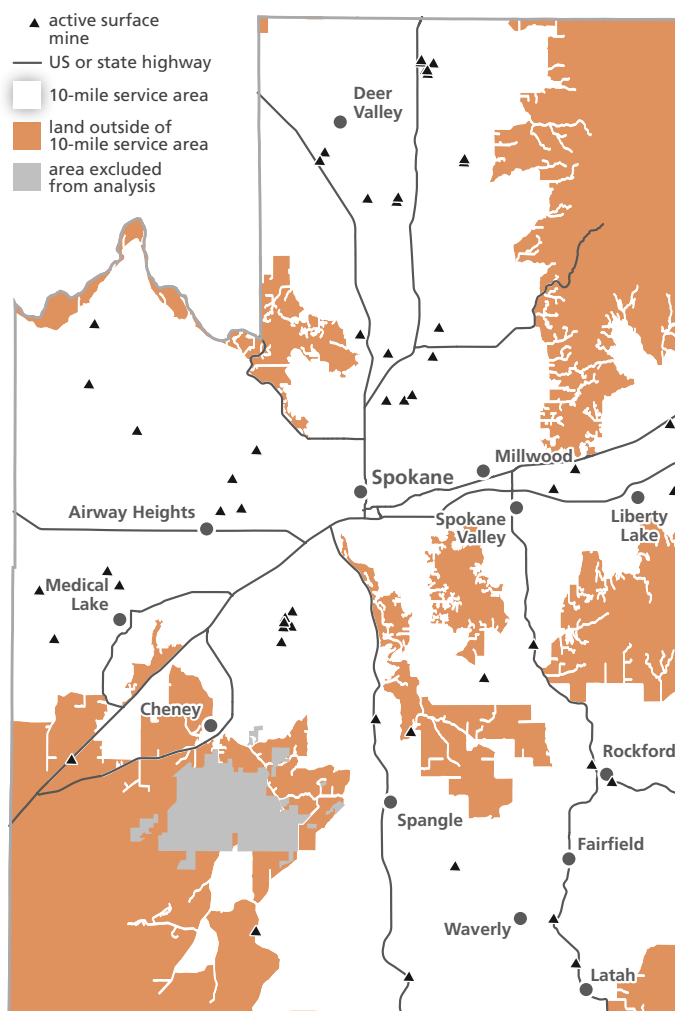 active surface
mine
US or state highway
10-mile service area
land outside of
10-mile service area
area excluded
from analysis
Deer
Valley
Millwood
Spokane
Airway Heights
Spokane
Valley
Liberty
Lake
Medical
Lake
Cheney
Rockford
Spangle
Fairfield
Waverly
Latah